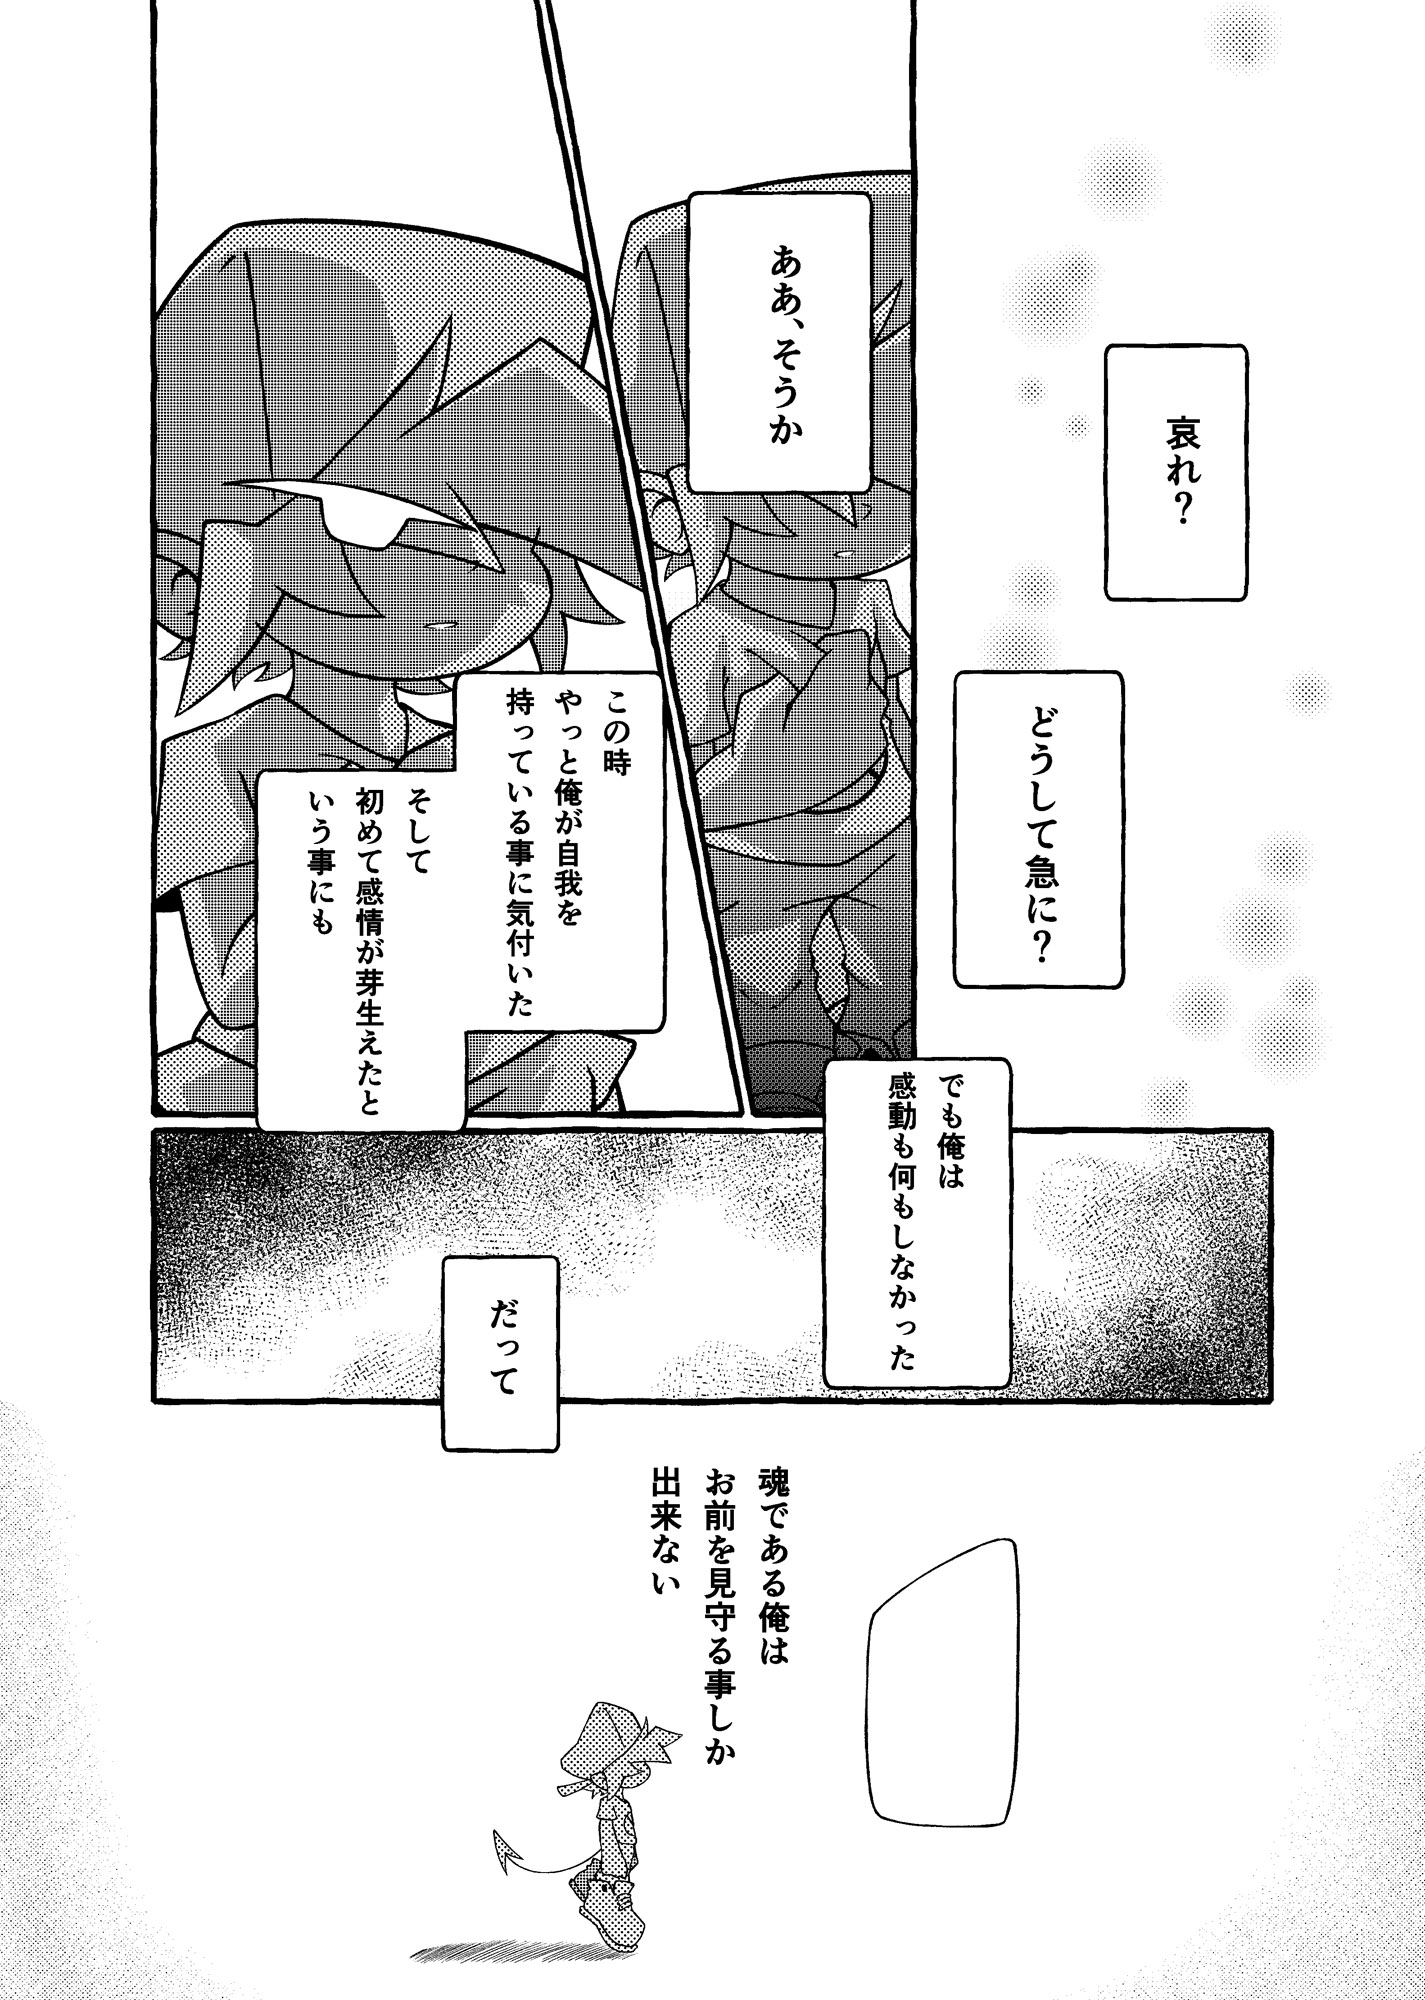 哀れ?
どうして急に?
ああ、そうか
この時
やっと俺が自我を
持っている事に気付いた
そして
初めて感情が芽生えたと
いう事にも
でも俺は
感動も何もしなかった
だって
魂である俺は
お前を見守る事しか
出来ない